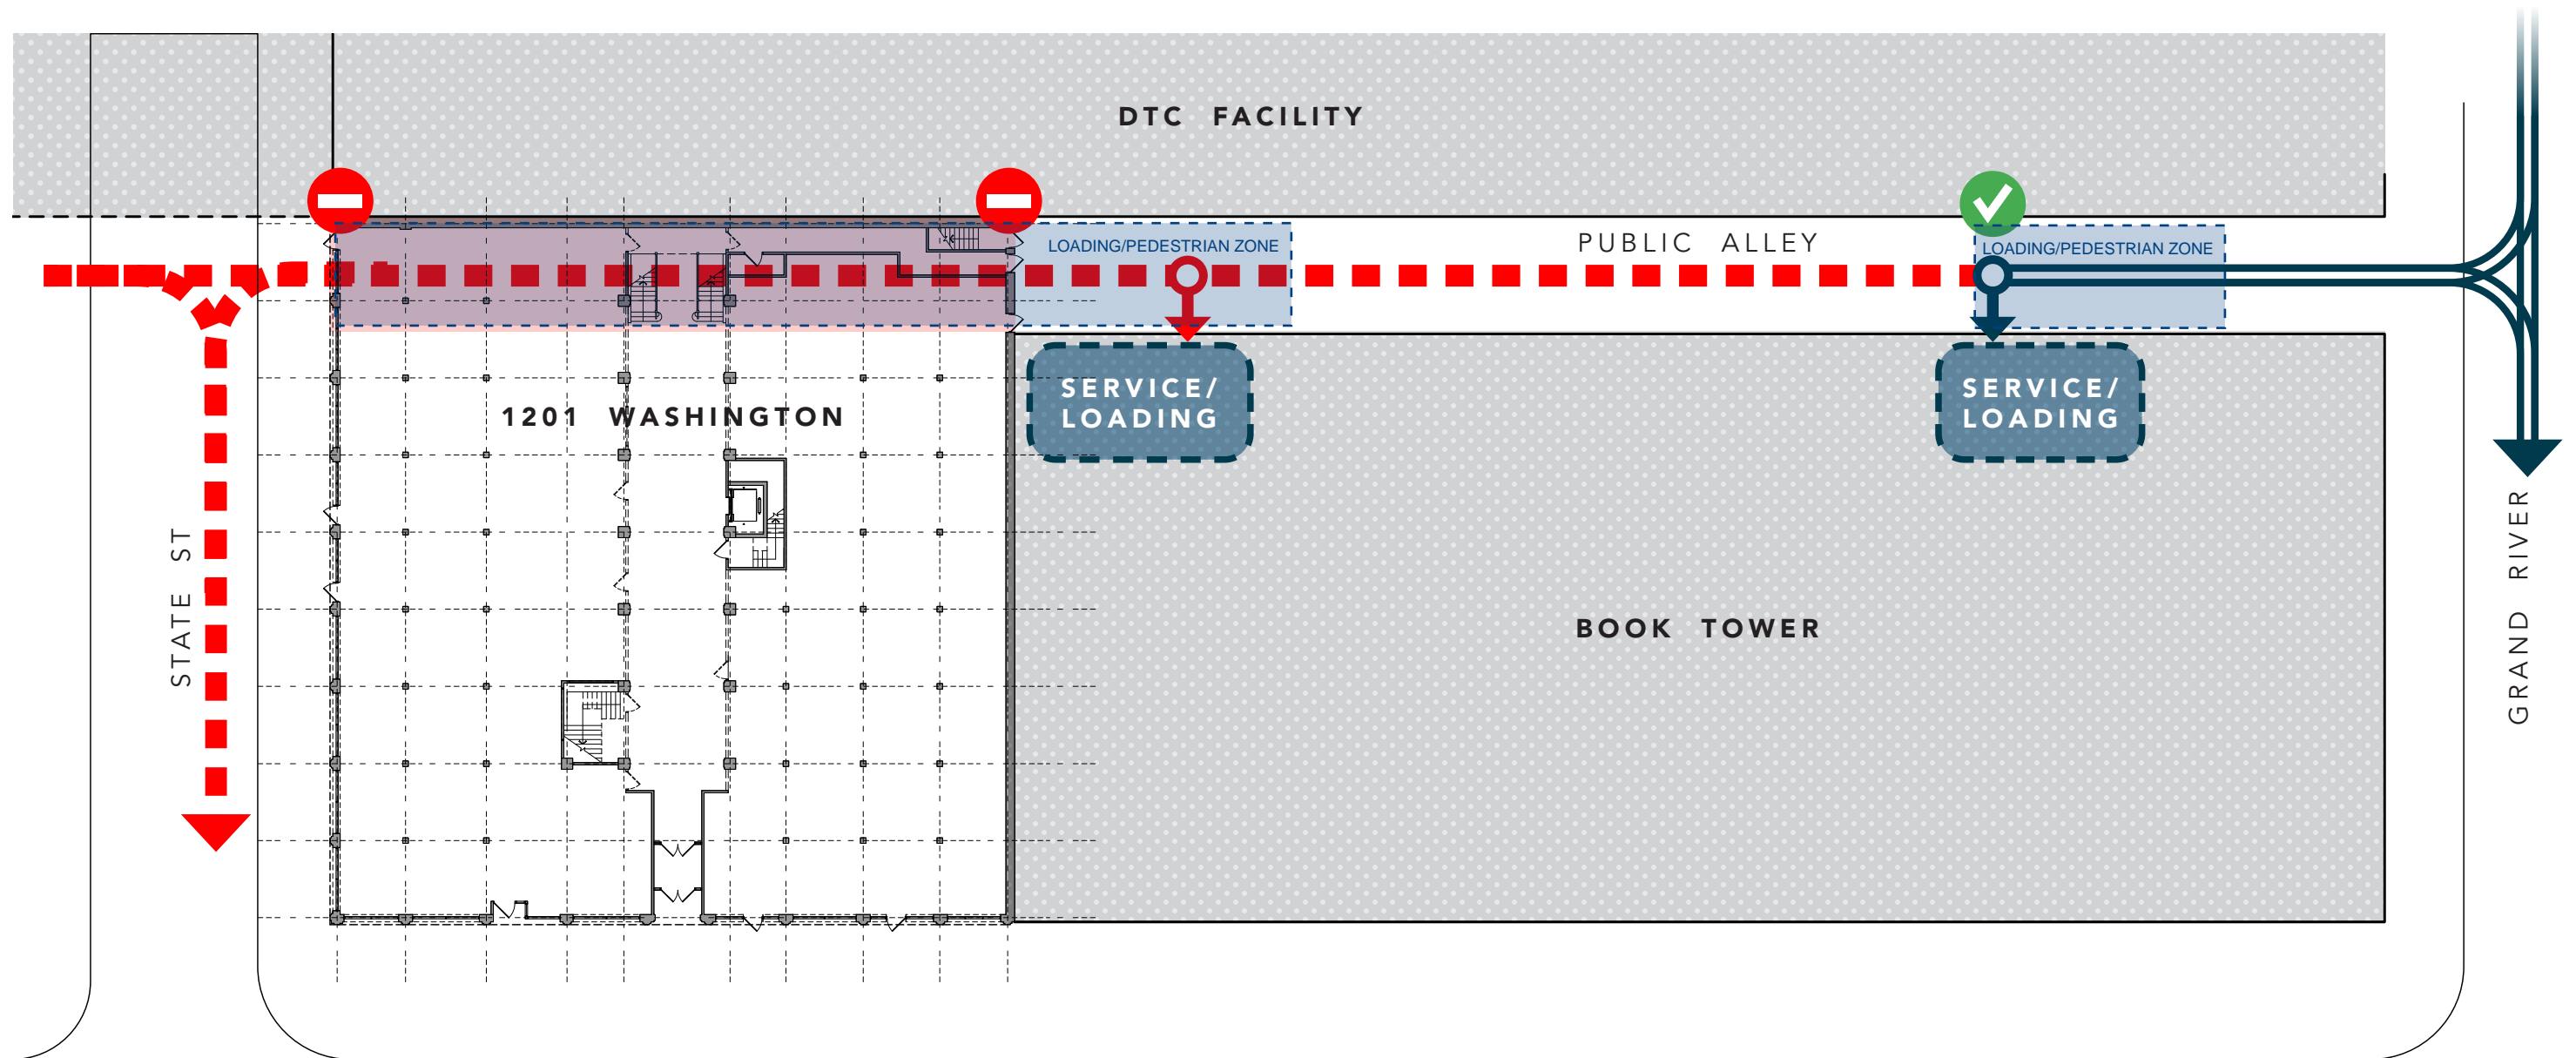 DTC FACILITY
PUBLIC ALLEY
LOADING/PEDESTRIAN ZONE
LOADING/PEDESTRIAN ZONE
1201 WASHINGTON
SERVICE/
LOADING
SERVICE/
LOADING
STATE ST
BOOK TOWER
GRAND RIVER